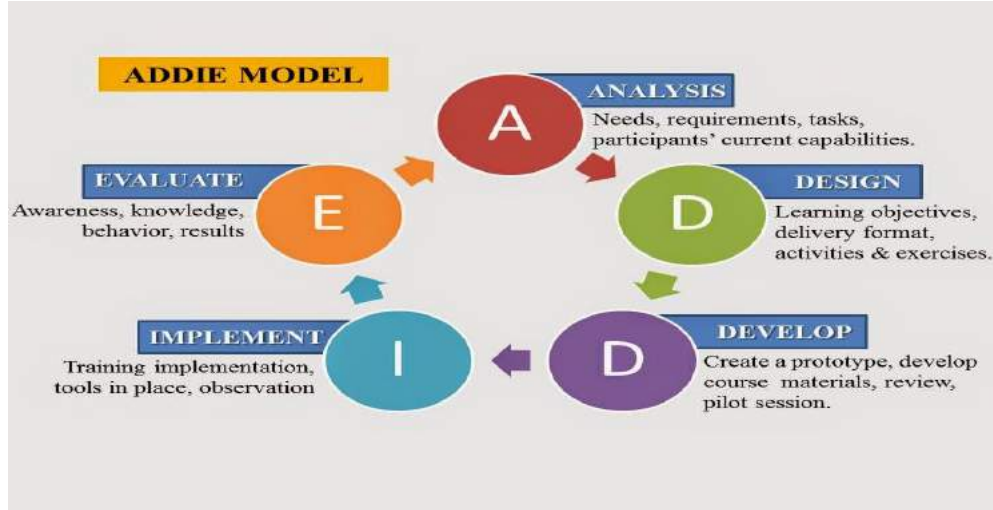 ADDIE MODEL
A
ANALYSIS
Needs, requirements, tasks,
participants' current capabilities.
D
DESIGN
Learning objectives,
delivery format,
activities & exercises.
D
DEVELOP
Create a prototype, develop
course materials, review,
pilot session.
I
IMPLEMENT
Training implementation,
tools in place, observation
E
EVALUATE
Awareness, knowledge,
behavior, results